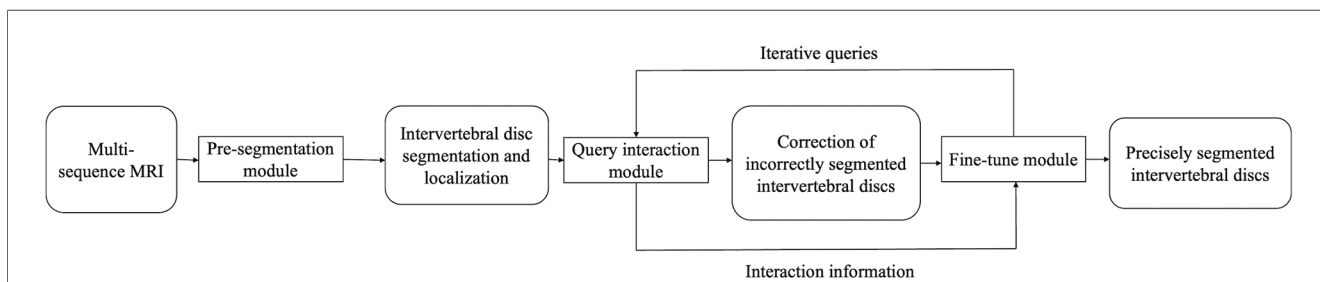 Iterative queries
Multi-
sequence MRI
Pre-segmentation
module
Intervertebral disc
segmentation and
localization
Query interaction
module
Correction of
incorrectly segmented
intervertebral discs
Fine-tune module
Precisely segmented
intervertebral discs
Interaction information